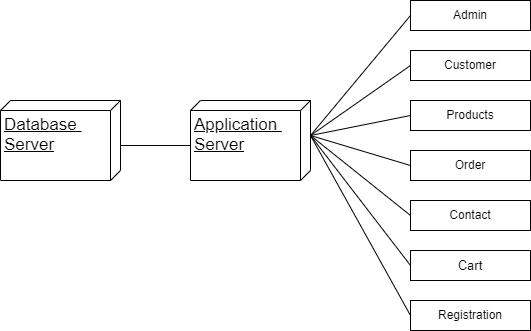 Database
Server
Application
Server
Admin
Customer
Products
Order
Contact
Cart
Registration